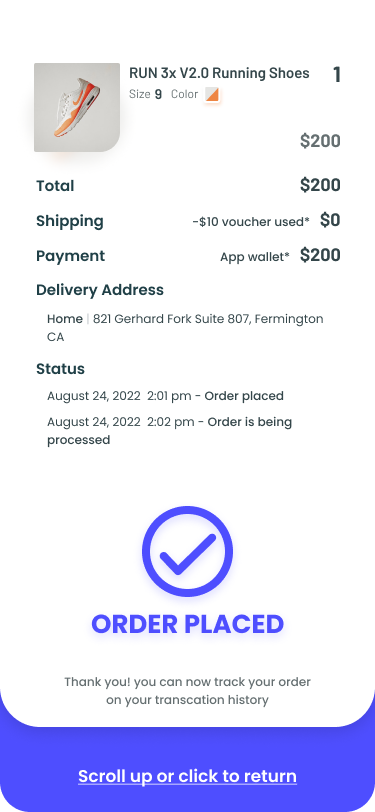 RUN 3x V2.0 Running Shoes 1
Size 9 Color
$200
Total $200
Shipping -$10 voucher used* $0
Payment App wallet* $200
Delivery Address
Home | 821 Gerhard Fork Suite 807, Fermington
CA
Status
August 24, 2022 2:01 pm - Order placed
August 24, 2022 2:02 pm - Order is being
processed
ORDER PLACED
Thank you! you can now track your order
on your transcation history
Scroll up or click to return